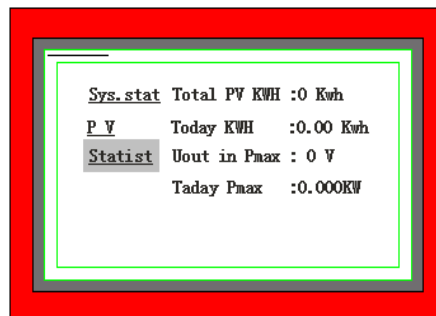 Sys.stat Total PV KWH :0 Kwh
P V Today KWH :0.00 Kwh
Statist Uout in Pmax : 0 V
Taday Pmax :0.000KW